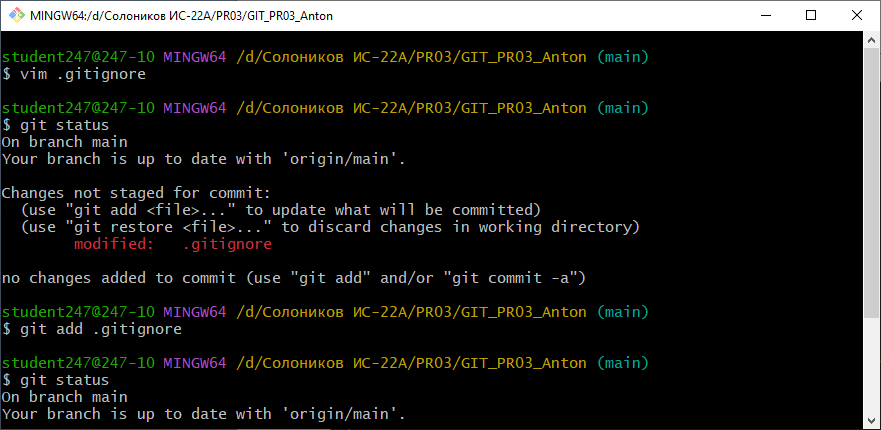 MINGW64:/d/Солоников ИС-22А/PR03/GIT_PR03_Anton
student247@247-10 MINGW64 /d/Солоников ИС-22А/PR03/GIT_PR03_Anton (main)
$ vim .gitignore
student247@247-10 MINGW64 /d/Солоников ИС-22А/PR03/GIT_PR03_Anton (main)
$ git status
On branch main
Your branch is up to date with 'origin/main'.
Changes not staged for commit:
  (use "git add <file>..." to update what will be committed)
  (use "git restore <file>..." to discard changes in working directory)
        modified:   .gitignore
no changes added to commit (use "git add" and/or "git commit -a")
student247@247-10 MINGW64 /d/Солоников ИС-22А/PR03/GIT_PR03_Anton (main)
$ git add .gitignore
student247@247-10 MINGW64 /d/Солоников ИС-22А/PR03/GIT_PR03_Anton (main)
$ git status
On branch main
Your branch is up to date with 'origin/main'.